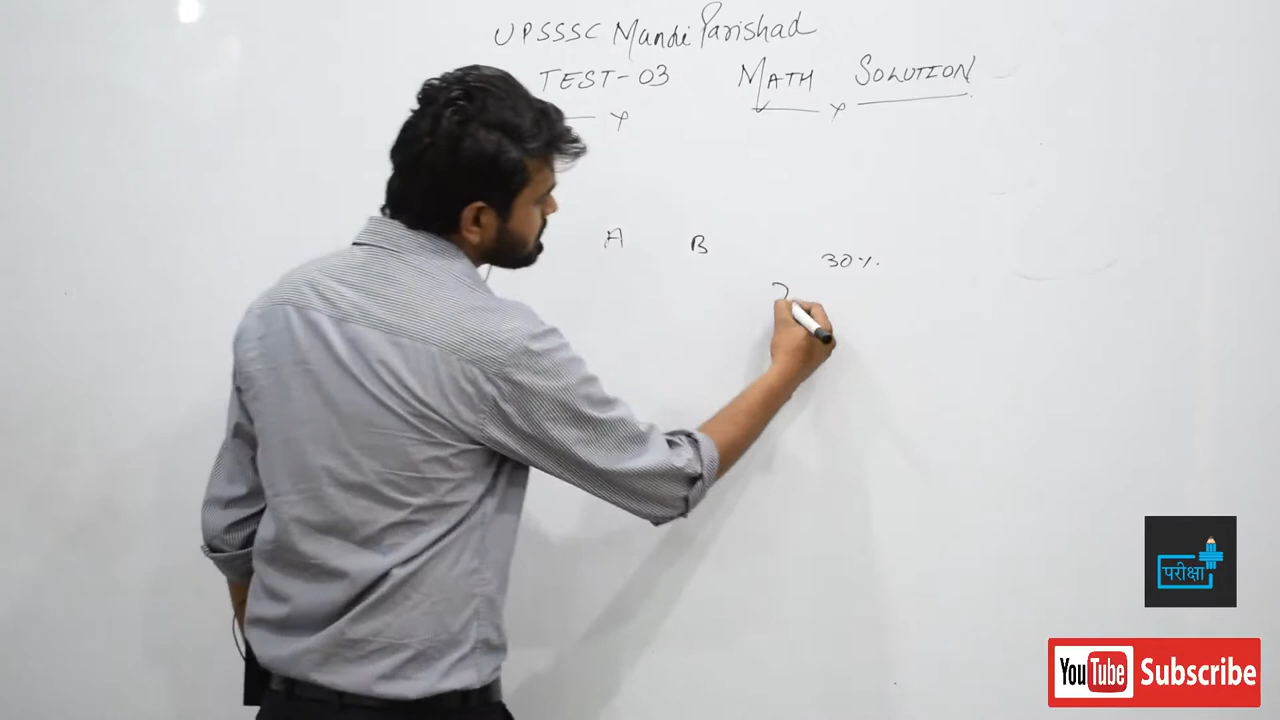 UPSSSC Mandi Parishad
TEST-03 MATH SOLUTION
A B 30%
परीक्षा
YouTube Subscribe